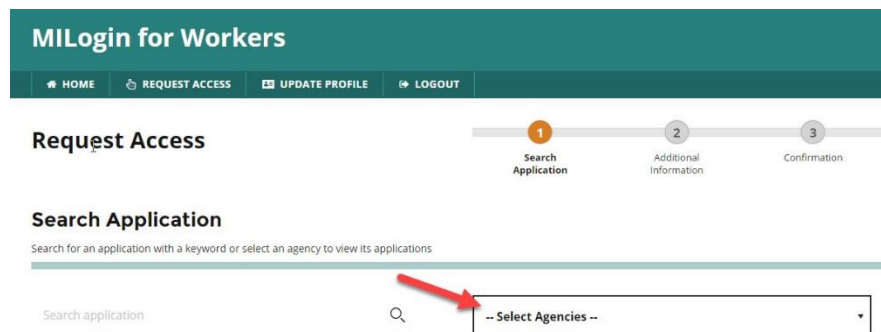 MILogin for Workers
HOME REQUEST ACCESS UPDATE PROFILE LOGOUT
Request Access
1 2 3
Search Application Additional Information Confirmation
Search Application
Search for an application with a keyword or select an agency to view its applications
Search application
-- Select Agencies --